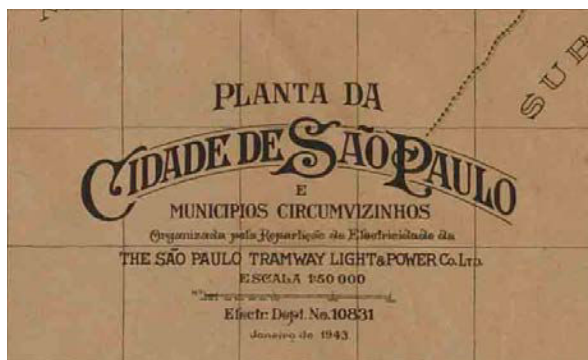 PLANTA DA
CIDADE DE SÃO PAULO
E
MUNICIPIOS CIRCUMVIZINHOS
Organizada pela Repartição de Electricidade da
THE SÃO PAULO TRAMWAY LIGHT & POWER Co. LTD.
ESCALA 1:50 000
Electr: Dept. No. 10831
Janeiro de 1943
SUB